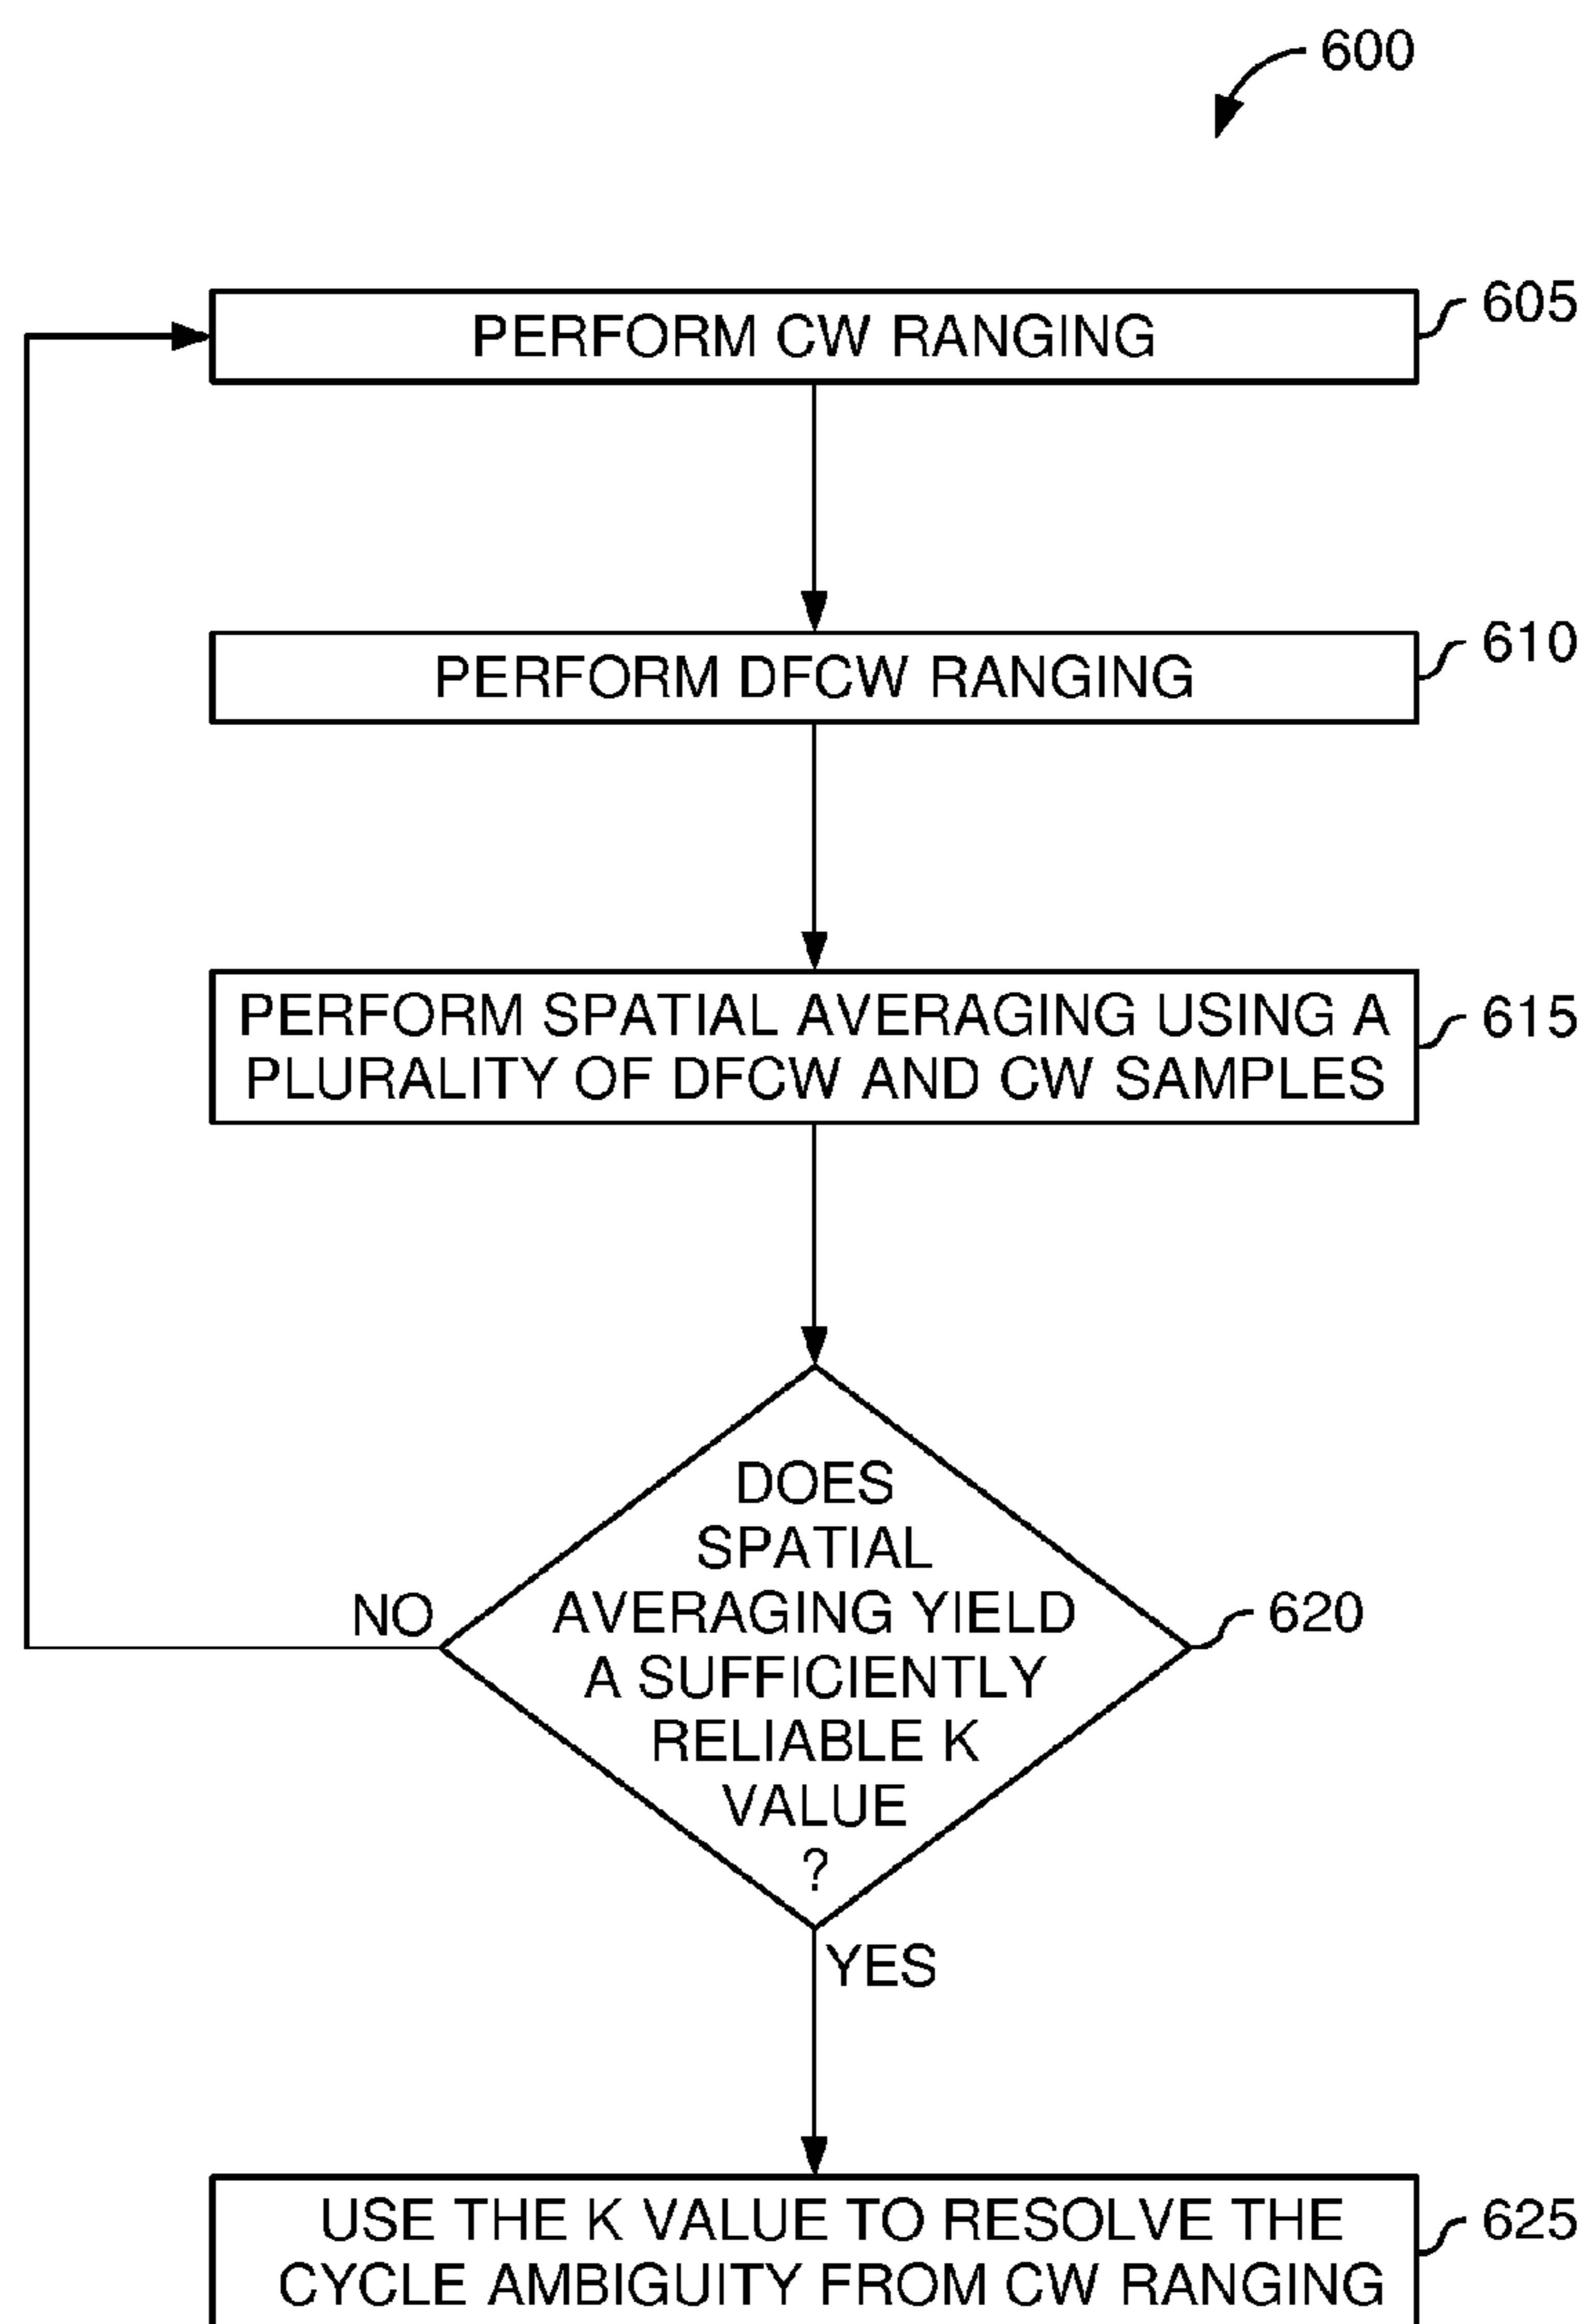 600
PERFORM CW RANGING
605
PERFORM DFCW RANGING
610
PERFORM SPATIAL AVERAGING USING A
PLURALITY OF DFCW AND CW SAMPLES
615
DOES
SPATIAL
AVERAGING YIELD
A SUFFICIENTLY
RELIABLE K
VALUE
?
NO
620
YES
USE THE K VALUE TO RESOLVE THE
CYCLE AMBIGUITY FROM CW RANGING
625